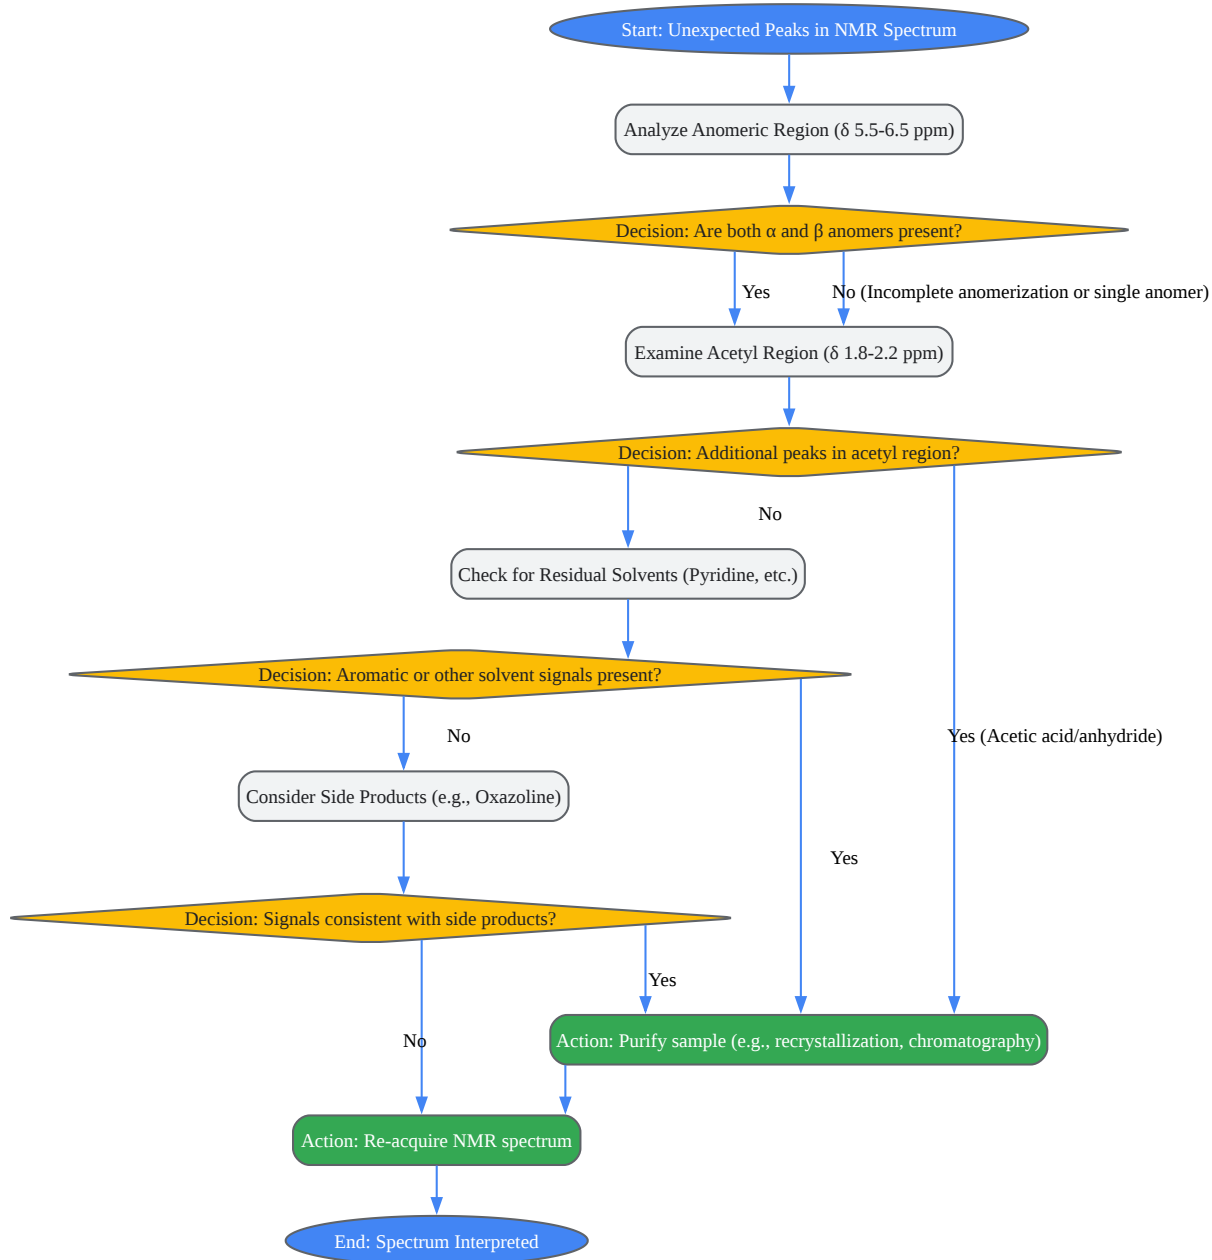 Start: Unexpected Peaks in NMR Spectrum
Analyze Anomeric Region (δ 5.5-6.5 ppm)
Decision: Are both α and β anomers present?
Yes
No (Incomplete anomerization or single anomer)
Examine Acetyl Region (δ 1.8-2.2 ppm)
Decision: Additional peaks in acetyl region?
No
Check for Residual Solvents (Pyridine, etc.)
Decision: Aromatic or other solvent signals present?
No
Yes (Acetic acid/anhydride)
Consider Side Products (e.g., Oxazoline)
Yes
Decision: Signals consistent with side products?
Yes
No
Action: Purify sample (e.g., recrystallization, chromatography)
Action: Re-acquire NMR spectrum
End: Spectrum Interpreted